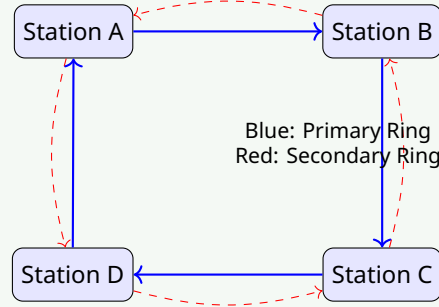 Station A
Station B
Blue: Primary Ring
Red: Secondary Ring
Station D
Station C